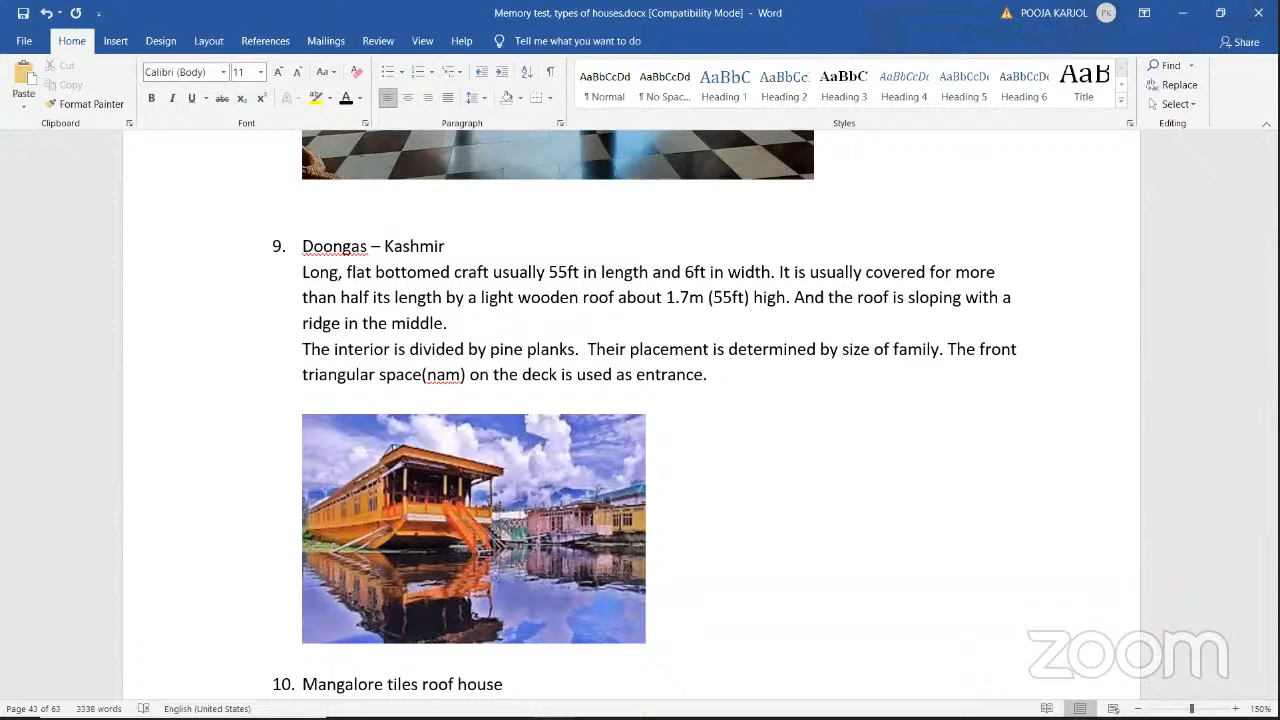 Memory test, types of houses.docx [Compatibility Mode] - Word
POOJA KARJOL PK
File Home Insert Design Layout References Mailings Review View Help Tell me what you want to do Share
Paste Cut Copy Format Painter
Calibri (Body) 11
AaBbCcDd AaBbCcDd AaBbC AaBbCc AaBbC AaBbCcDc AaBbCcDc AaBbCcDc AaB
¶ Normal ¶ No Spac... Heading 1 Heading 2 Heading 3 Heading 4 Heading 5 Heading 6 Title
Find
Replace
Select
Clipboard Font Paragraph Styles Editing
9. Doongas – Kashmir
Long, flat bottomed craft usually 55ft in length and 6ft in width. It is usually covered for more
than half its length by a light wooden roof about 1.7m (55ft) high. And the roof is sloping with a
ridge in the middle.
The interior is divided by pine planks. Their placement is determined by size of family. The front
triangular space(nam) on the deck is used as entrance.
10. Mangalore tiles roof house
zoom
Page 43 of 63 3338 words English (United States) 150%